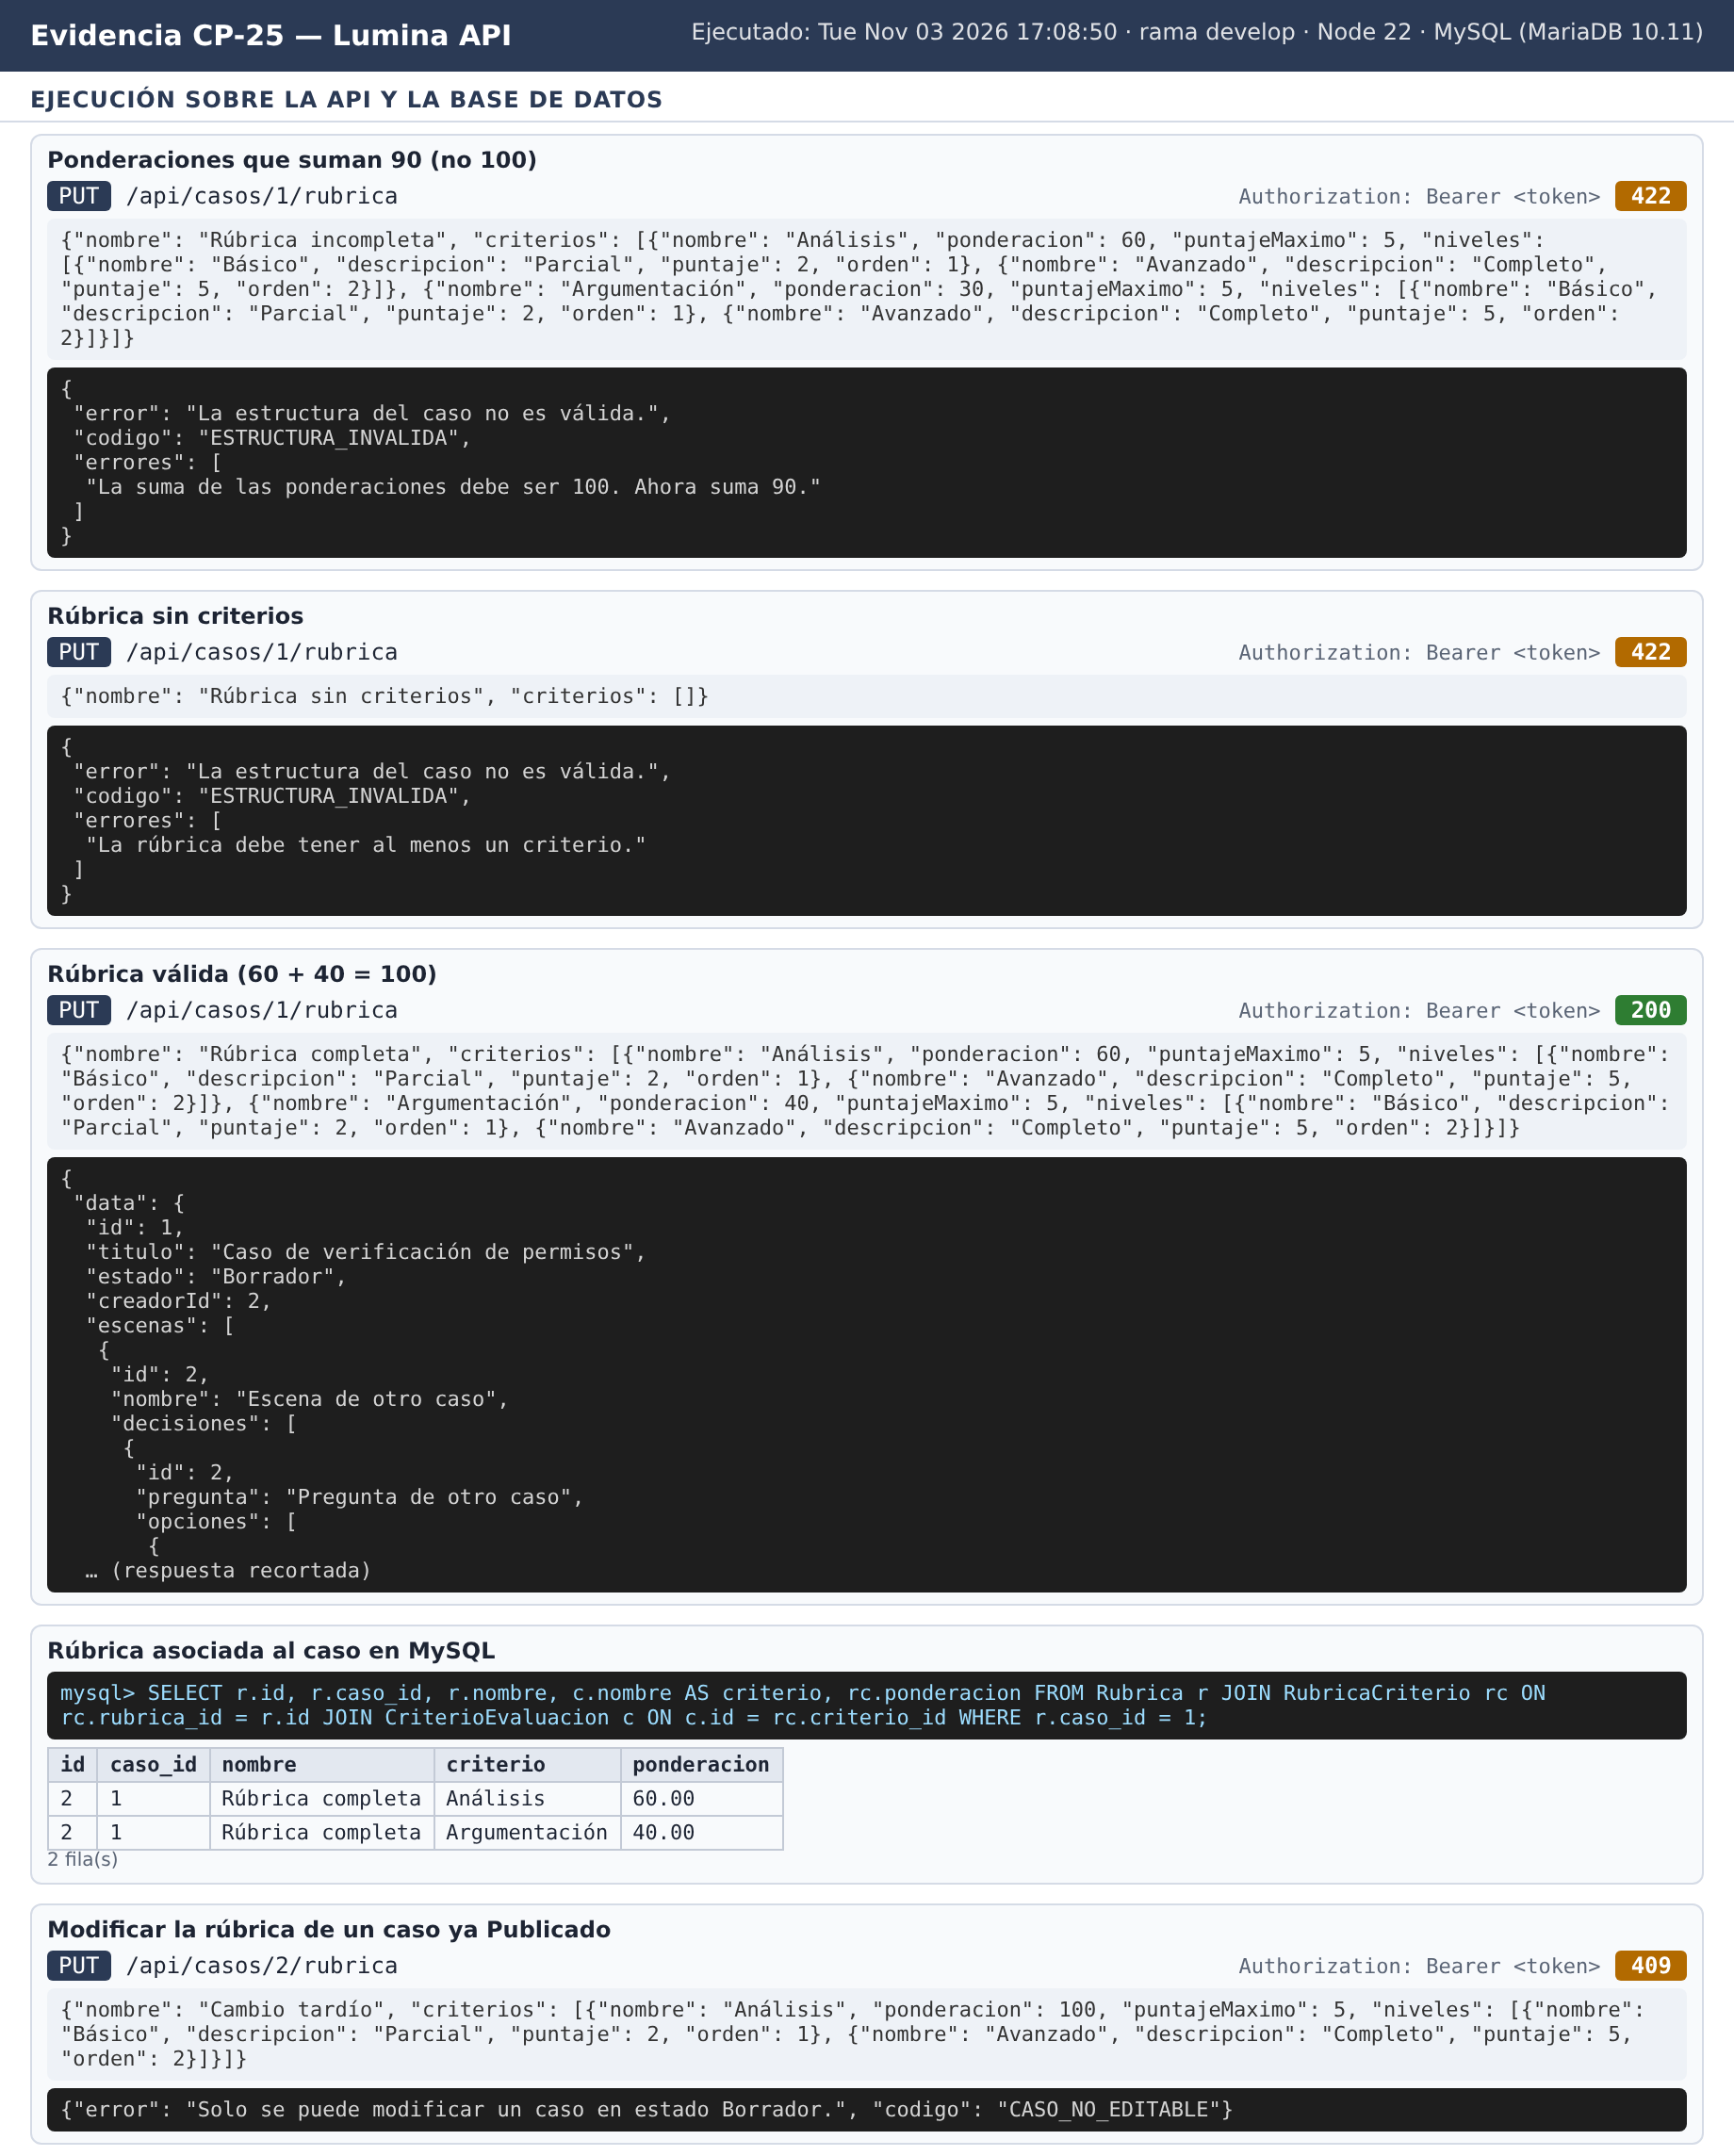 Evidencia CP-25 — Lumina API
Ejecutado: Tue Nov 03 2026 17:08:50 · rama develop · Node 22 · MySQL (MariaDB 10.11)
EJECUCIÓN SOBRE LA API Y LA BASE DE DATOS
Ponderaciones que suman 90 (no 100)
PUT /api/casos/1/rubrica Authorization: Bearer <token> 422
{"nombre": "Rúbrica incompleta", "criterios": [{"nombre": "Análisis", "ponderacion": 60, "puntajeMaximo": 5, "niveles":
[{"nombre": "Básico", "descripcion": "Parcial", "puntaje": 2, "orden": 1}, {"nombre": "Avanzado", "descripcion": "Completo",
"puntaje": 5, "orden": 2}]}, {"nombre": "Argumentación", "ponderacion": 30, "puntajeMaximo": 5, "niveles": [{"nombre": "Básico",
"descripcion": "Parcial", "puntaje": 2, "orden": 1}, {"nombre": "Avanzado", "descripcion": "Completo", "puntaje": 5, "orden":
2}]}]}
{
"error": "La estructura del caso no es válida.",
"codigo": "ESTRUCTURA_INVALIDA",
"errores": [
"La suma de las ponderaciones debe ser 100. Ahora suma 90."
]
}
Rúbrica sin criterios
PUT /api/casos/1/rubrica Authorization: Bearer <token> 422
{"nombre": "Rúbrica sin criterios", "criterios": []}
{
"error": "La estructura del caso no es válida.",
"codigo": "ESTRUCTURA_INVALIDA",
"errores": [
"La rúbrica debe tener al menos un criterio."
]
}
Rúbrica válida (60 + 40 = 100)
PUT /api/casos/1/rubrica Authorization: Bearer <token> 200
{"nombre": "Rúbrica completa", "criterios": [{"nombre": "Análisis", "ponderacion": 60, "puntajeMaximo": 5, "niveles": [{"nombre":
"Básico", "descripcion": "Parcial", "puntaje": 2, "orden": 1}, {"nombre": "Avanzado", "descripcion": "Completo", "puntaje": 5,
"orden": 2}]}, {"nombre": "Argumentación", "ponderacion": 40, "puntajeMaximo": 5, "niveles": [{"nombre": "Básico", "descripcion":
"Parcial", "puntaje": 2, "orden": 1}, {"nombre": "Avanzado", "descripcion": "Completo", "puntaje": 5, "orden": 2}]}]}
{
"data": {
"id": 1,
"titulo": "Caso de verificación de permisos",
"estado": "Borrador",
"creadorId": 2,
"escenas": [
{
"id": 2,
"nombre": "Escena de otro caso",
"decisiones": [
{
"id": 2,
"pregunta": "Pregunta de otro caso",
"opciones": [
{
… (respuesta recortada)
Rúbrica asociada al caso en MySQL
mysql> SELECT r.id, r.caso_id, r.nombre, c.nombre AS criterio, rc.ponderacion FROM Rubrica r JOIN RubricaCriterio rc ON
rc.rubrica_id = r.id JOIN CriterioEvaluacion c ON c.id = rc.criterio_id WHERE r.caso_id = 1;
id caso_id nombre criterio ponderacion
2 1 Rúbrica completa Análisis 60.00
2 1 Rúbrica completa Argumentación 40.00
2 fila(s)
Modificar la rúbrica de un caso ya Publicado
PUT /api/casos/2/rubrica Authorization: Bearer <token> 409
{"nombre": "Cambio tardío", "criterios": [{"nombre": "Análisis", "ponderacion": 100, "puntajeMaximo": 5, "niveles": [{"nombre":
"Básico", "descripcion": "Parcial", "puntaje": 2, "orden": 1}, {"nombre": "Avanzado", "descripcion": "Completo", "puntaje": 5,
"orden": 2}]}]}
{"error": "Solo se puede modificar un caso en estado Borrador.", "codigo": "CASO_NO_EDITABLE"}